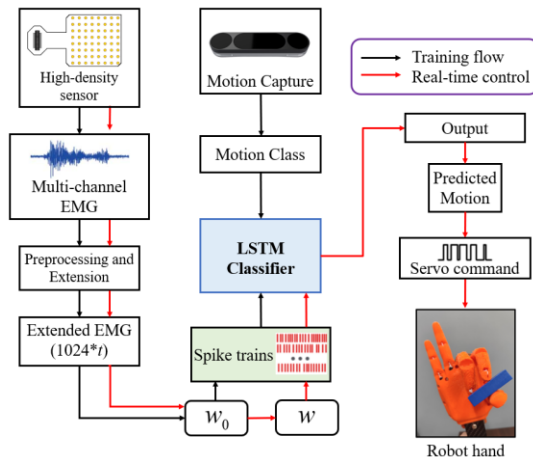 High-density
sensor
Multi-channel
EMG
Preprocessing and
Extension
Extended EMG
(1024*t)
Motion Capture
Motion Class
LSTM
Classifier
Spike trains
W0
W
Training flow
Real-time control
Output
Predicted
Motion
Servo command
Robot hand